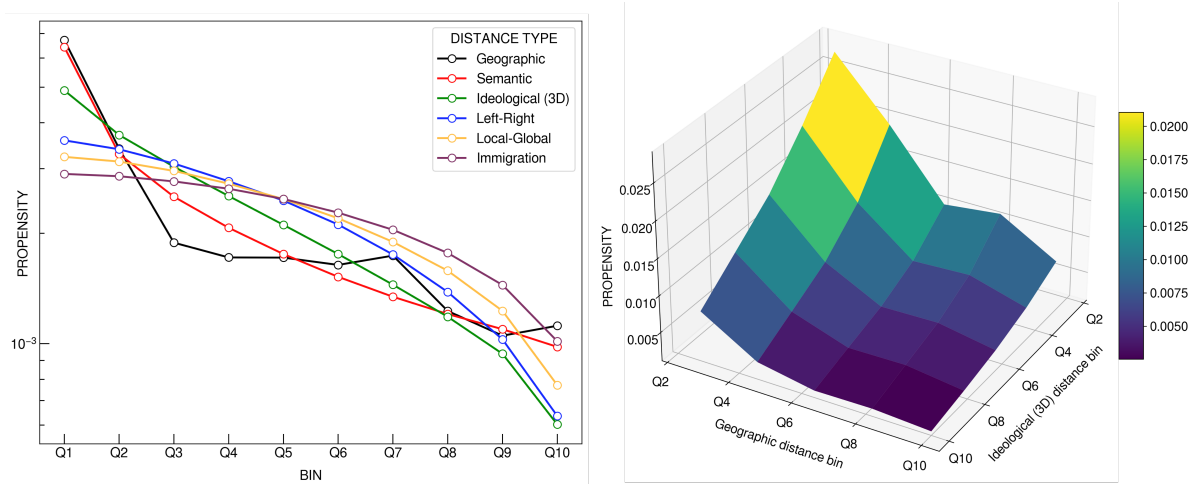 DISTANCE TYPE
Geographic
Semantic
Ideological (3D)
Left-Right
Local-Global
Immigration
PROPENSITY
10⁻³
Q1 Q2 Q3 Q4 Q5 Q6 Q7 Q8 Q9 Q10
BIN
PROPENSITY
0.025
0.020
0.015
0.010
0.005
Q2
Q4
Q6
Q8
Q10
Geographic distance bin
Q10
Q8
Q6
Q4
Q2
Ideological (3D) distance bin
0.0200
0.0175
0.0150
0.0125
0.0100
0.0075
0.0050